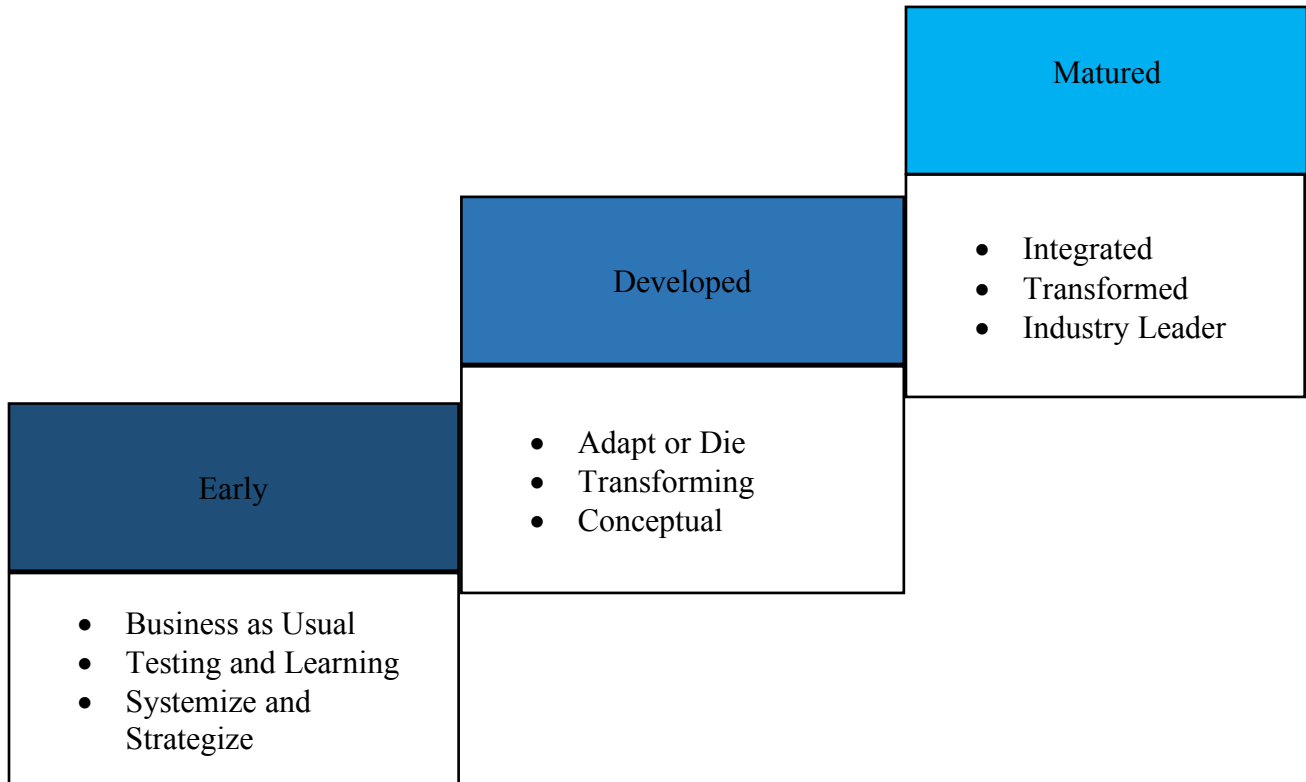 Matured
• Integrated
• Transformed
• Industry Leader
Developed
• Adapt or Die
• Transforming
• Conceptual
Early
• Business as Usual
• Testing and Learning
• Systemize and
Strategize